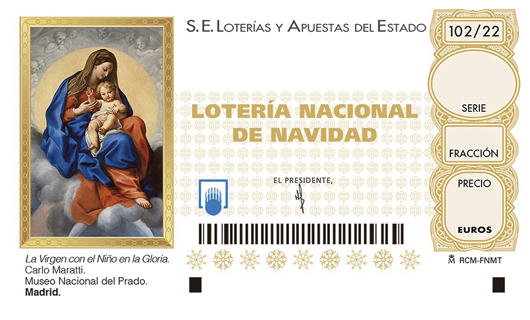 S.E. LOTERÍAS Y APUESTAS DEL ESTADO
102/22
SERIE
LOTERÍA NACIONAL
DE NAVIDAD
FRACCIÓN
EL PRESIDENTE,
PRECIO
EUROS
RCM-FNMT
La Virgen con el Niño en la Gloria.
Carlo Maratti.
Museo Nacional del Prado.
Madrid.